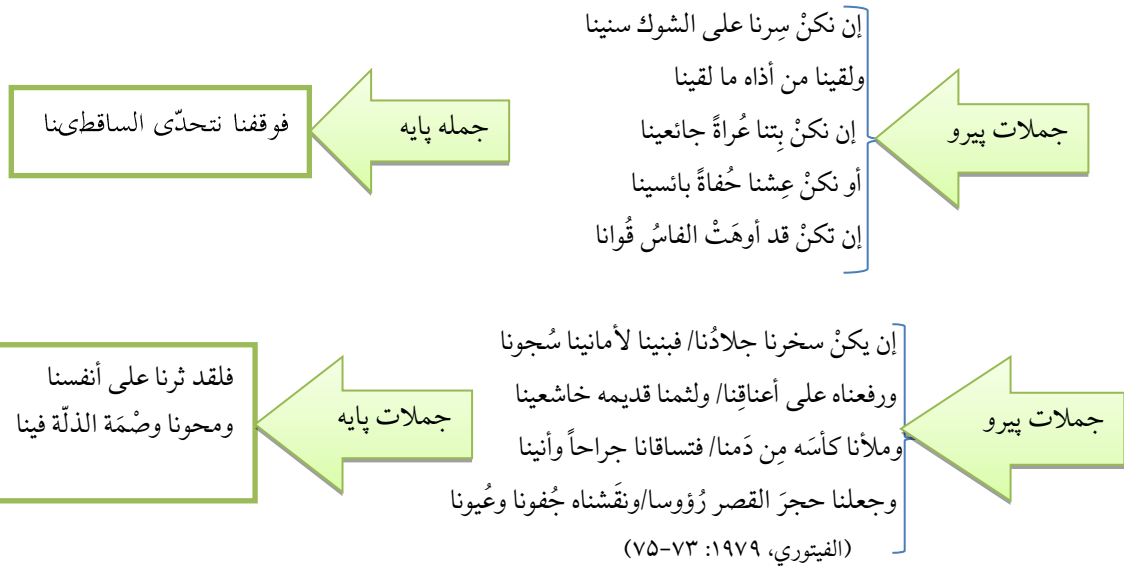 إن نكنْ سِرنا على الشوك سنينا
ولقينا من أذاه ما لقينا
إن نكنْ بِتنا عُراةً جائعينا
أو نكنْ عِشنا حُفاةً بائسينا
إن تكنْ قد أوهَتْ الفاسُ قُوانا
جملات پیرو
جمله پایه
فوقفنا نتحدّی الساقطیىنا
إن يكنْ سخرنا جلادُنا/ فبنينا لأمانينا سُجونا
ورفعناه على أعناقِنا/ ولثمنا قديمه خاشعينا
وملأنا كأسَه مِن دَمنا/ فتساقانا جراحاً وأنينا
وجعلنا حجرَ القصر رُؤوسا/ونقَشناه جُفونا وعُيونا
(الفيتوري، ۱۹۷۹: ۷۳-۷۵)
جملات پیرو
جملات پایه
فلقد ثرنا على أنفسنا
ومحونا وصْمَة الذلّة فينا